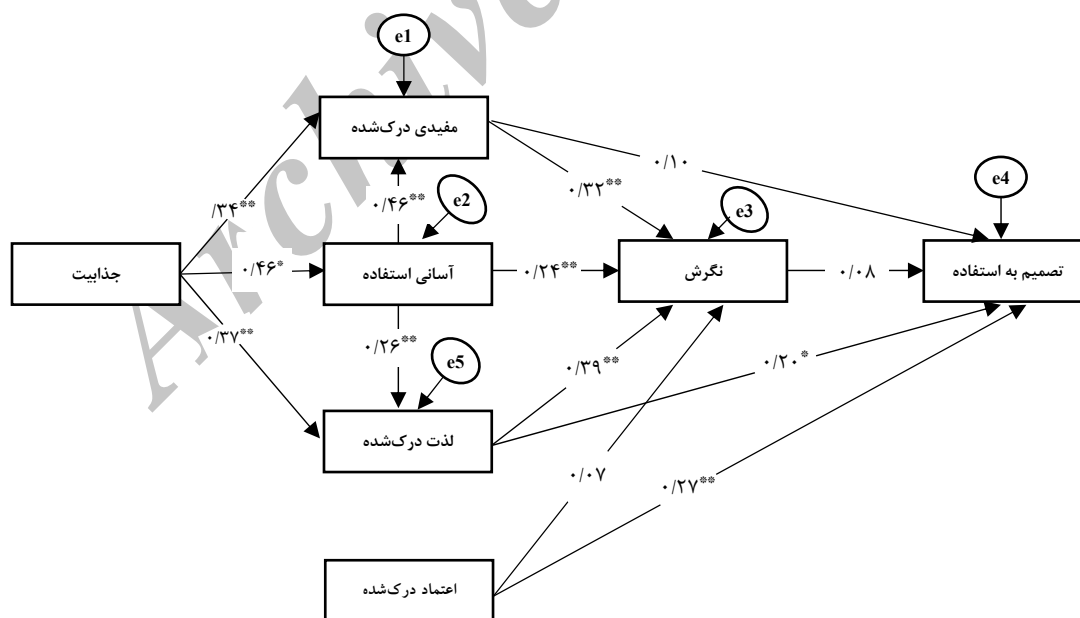 Archive
e1
مفیدی درک‌شده
۰/۱۰
۰/۳۲**
e4
/۳۴**
۰/۴۶**
e2
e3
جذابیت
۰/۴۶*
آسانی استفاده
۰/۲۴**
نگرش
۰/۰۸
تصمیم به استفاده
۰/۳۷**
۰/۲۶**
e5
۰/۳۹**
۰/۲۰*
لذت درک‌شده
۰/۰۷
۰/۲۷**
اعتماد درک‌شده